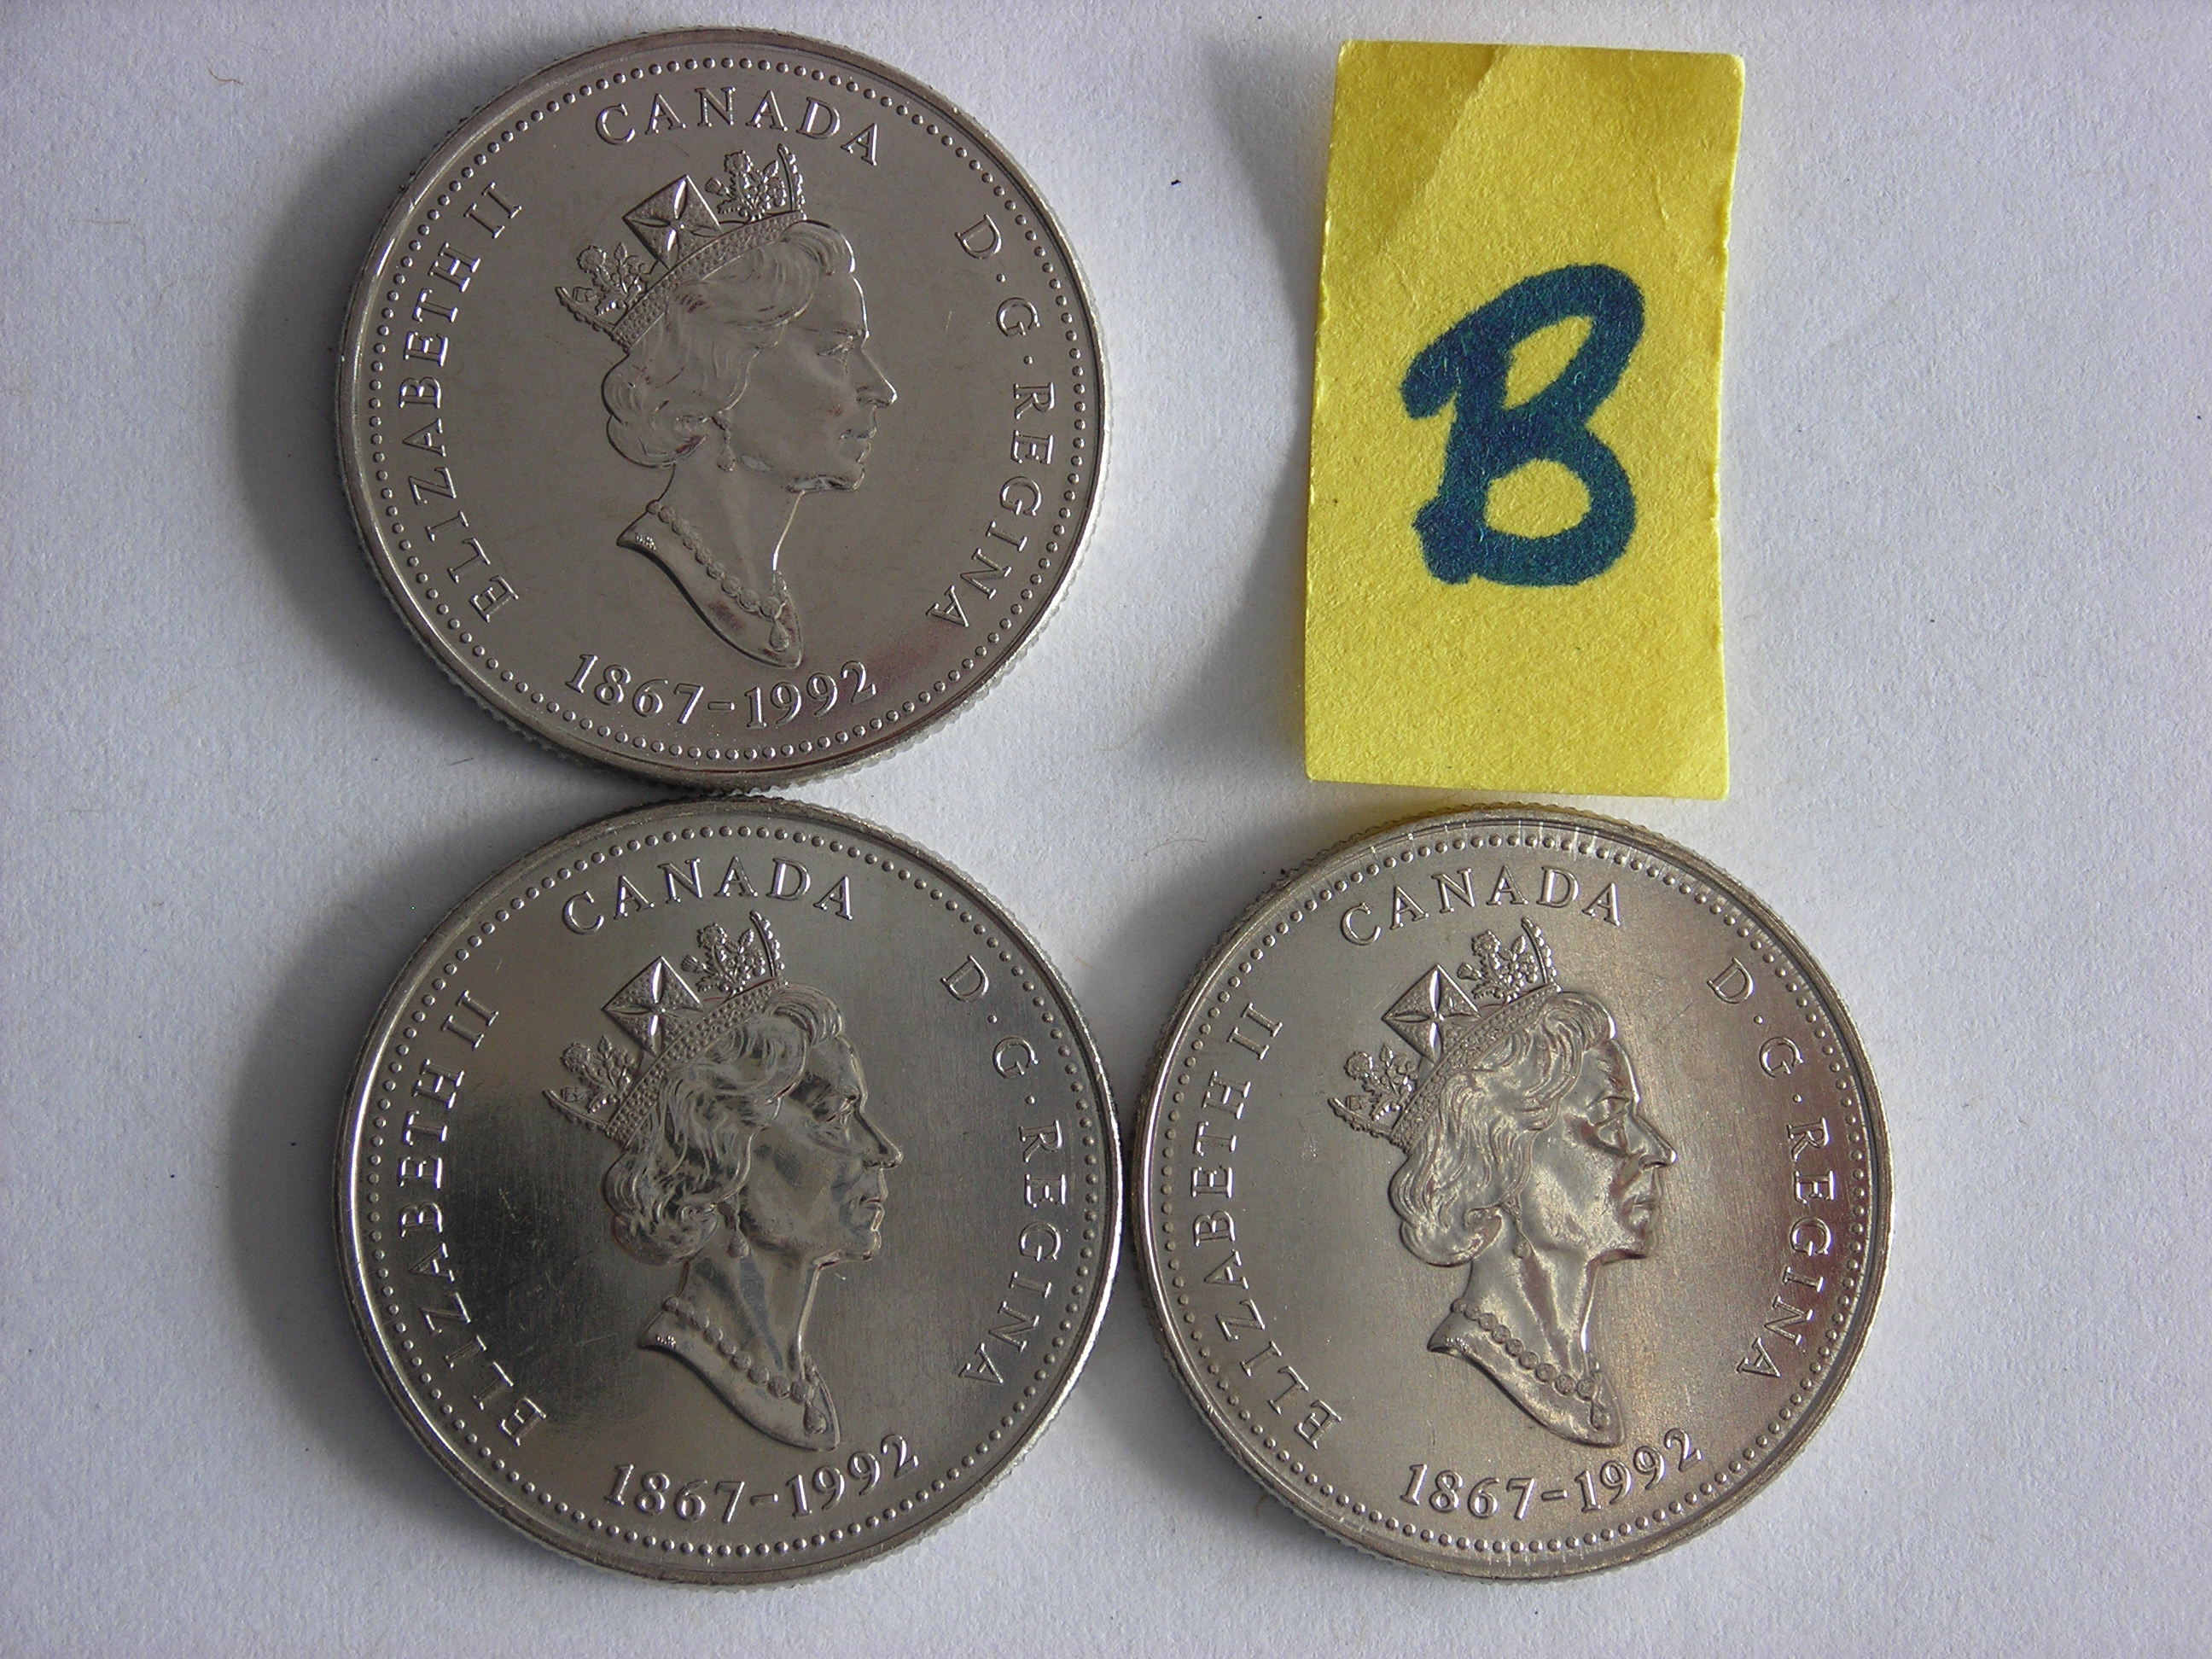 CANADA
ELIZABETH II
D·G·REGINA
1867-1992
B
CANADA
ELIZABETH II
D·G·REGINA
1867-1992
CANADA
ELIZABETH II
D·G·REGINA
1867-1992